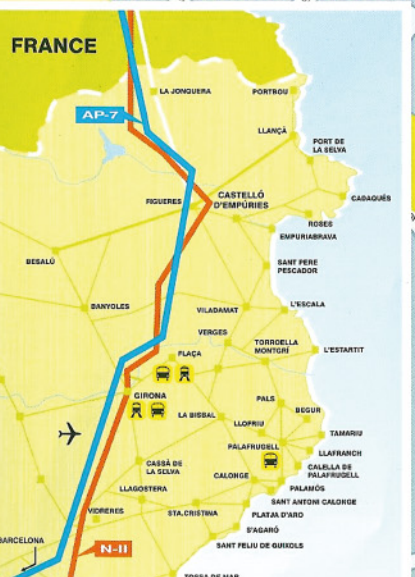 FRANCE
LA JONQUERA
PORTBOU
AP-7
LLANÇÀ
PORT DE
LA SELVA
FIGUERES
CASTELLÓ
D'EMPÚRIES
CADAQUÉS
ROSES
EMPURIABRAVA
BESALÚ
SANT PERE
PESCADOR
BANYOLES
VILADAMAT
L'ESCALA
VERGES
TORROELLA
MONTGRÍ
L'ESTARTIT
FLAÇA
GIRONA
PALS
LA BISBAL
BEGUR
LLOFRIU
TAMARIU
PALAFRUGELL
LLAFRANCH
CASSÀ DE
LA SELVA
CALELLA DE
PALAFRUGELL
CALONGE
LLAGOSTERA
PALAMÓS
SANT ANTONI CALONGE
VIDRERES
STA.CRISTINA
PLATJA D'ARO
S'AGARÓ
BARCELONA
N-II
SANT FELIU DE GUIXOLS
TOSSA DE MAR